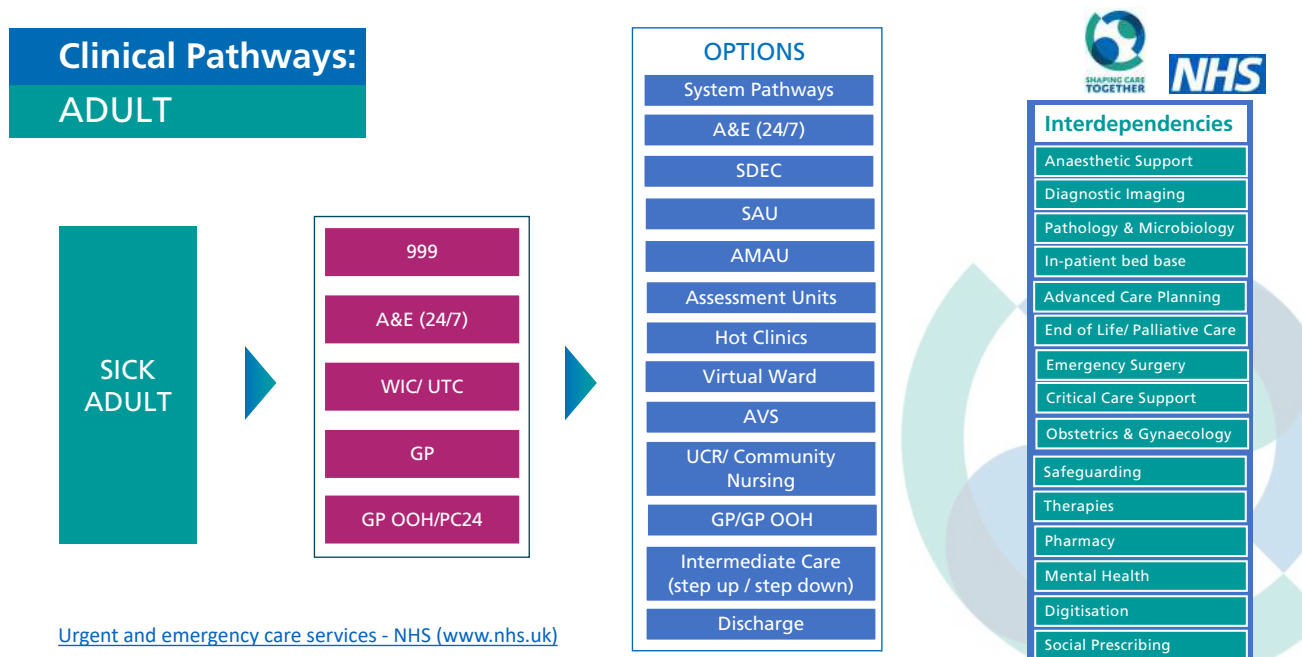 Clinical Pathways:
ADULT
SICK
ADULT
999
A&E (24/7)
WIC/ UTC
GP
GP OOH/PC24
OPTIONS
System Pathways
A&E (24/7)
SDEC
SAU
AMAU
Assessment Units
Hot Clinics
Virtual Ward
AVS
UCR/ Community
Nursing
GP/GP OOH
Intermediate Care
(step up / step down)
Discharge
SHAPING CARE
TOGETHER
NHS
Interdependencies
Anaesthetic Support
Diagnostic Imaging
Pathology & Microbiology
In-patient bed base
Advanced Care Planning
End of Life/ Palliative Care
Emergency Surgery
Critical Care Support
Obstetrics & Gynaecology
Safeguarding
Therapies
Pharmacy
Mental Health
Digitisation
Social Prescribing
Urgent and emergency care services - NHS (www.nhs.uk)